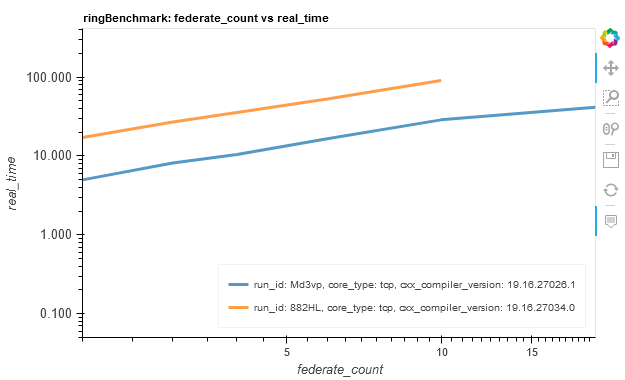 ringBenchmark: federate_count vs real_time
100.000
10.000
1.000
0.100
real_time
run_id: Md3vp, core_type: tcp, cxx_compiler_version: 19.16.27026.1
run_id: 882HL, core_type: tcp, cxx_compiler_version: 19.16.27034.0
5
10
15
federate_count